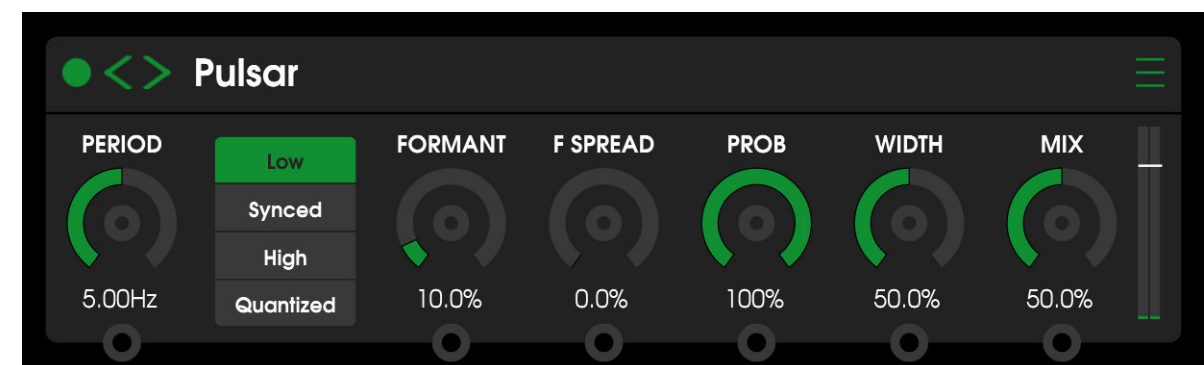 Pulsar
PERIOD
5.00Hz
Low
Synced
High
Quantized
FORMANT
10.0%
F SPREAD
0.0%
PROB
100%
WIDTH
50.0%
MIX
50.0%